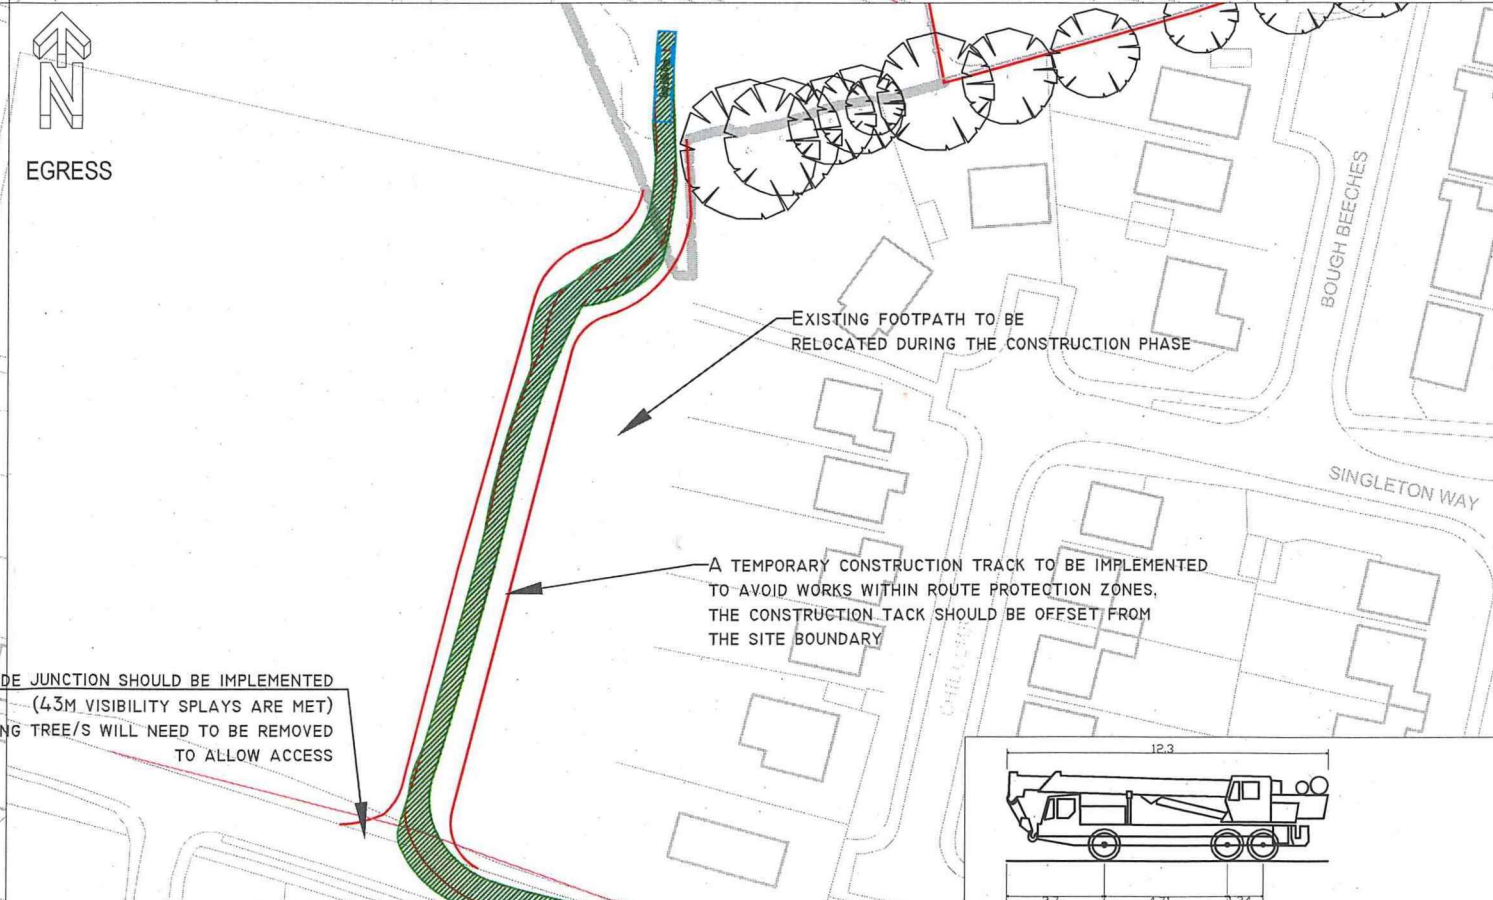 N
EGRESS
BOUGH BEECHES
EXISTING FOOTPATH TO BE
RELOCATED DURING THE CONSTRUCTION PHASE
SINGLETON WAY
A TEMPORARY CONSTRUCTION TRACK TO BE IMPLEMENTED
TO AVOID WORKS WITHIN ROUTE PROTECTION ZONES.
THE CONSTRUCTION TACK SHOULD BE OFFSET FROM
THE SITE BOUNDARY
DE JUNCTION SHOULD BE IMPLEMENTED
(43M VISIBILITY SPLAYS ARE MET)
NG TREE/S WILL NEED TO BE REMOVED
TO ALLOW ACCESS
12.3